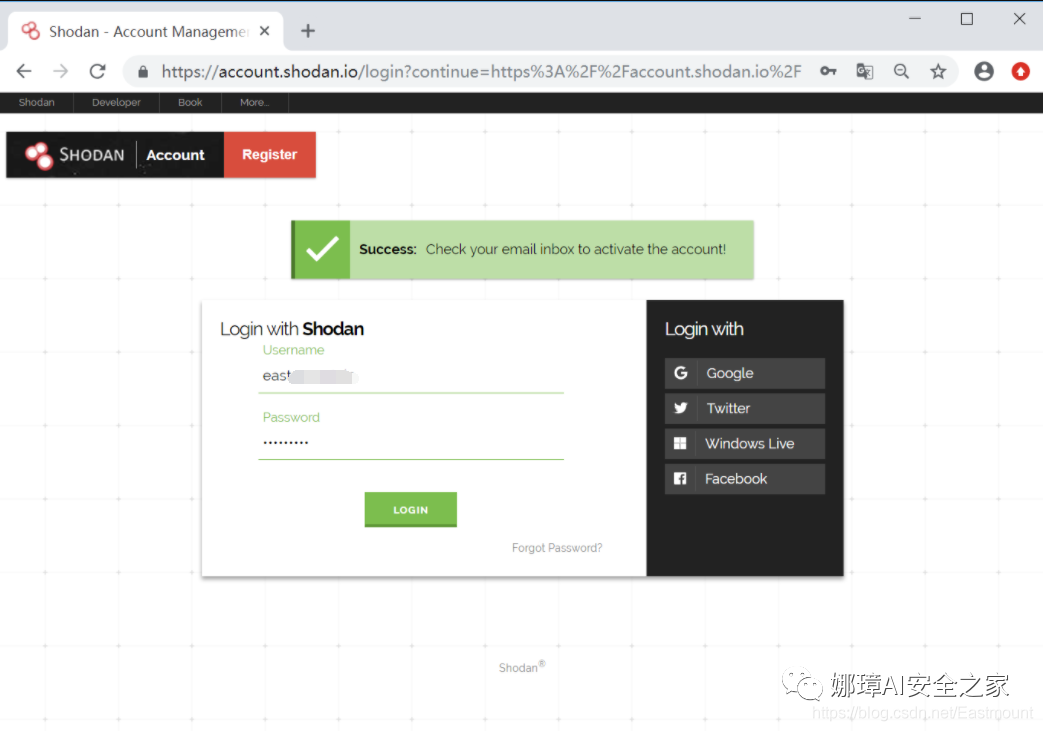 Shodan - Account Manageme
https://account.shodan.io/login?continue=https%3A%2F%2Faccount.shodan.io%2F
Shodan Developer Book More...
SHODAN Account Register
Success: Check your email inbox to activate the account!
Login with Shodan
Username
east
Password
•••••••••
LOGIN
Forgot Password?
Login with
Google
Twitter
Windows Live
Facebook
Shodan®
娜璋AI安全之家
https://blog.csdn.net/Eastmount